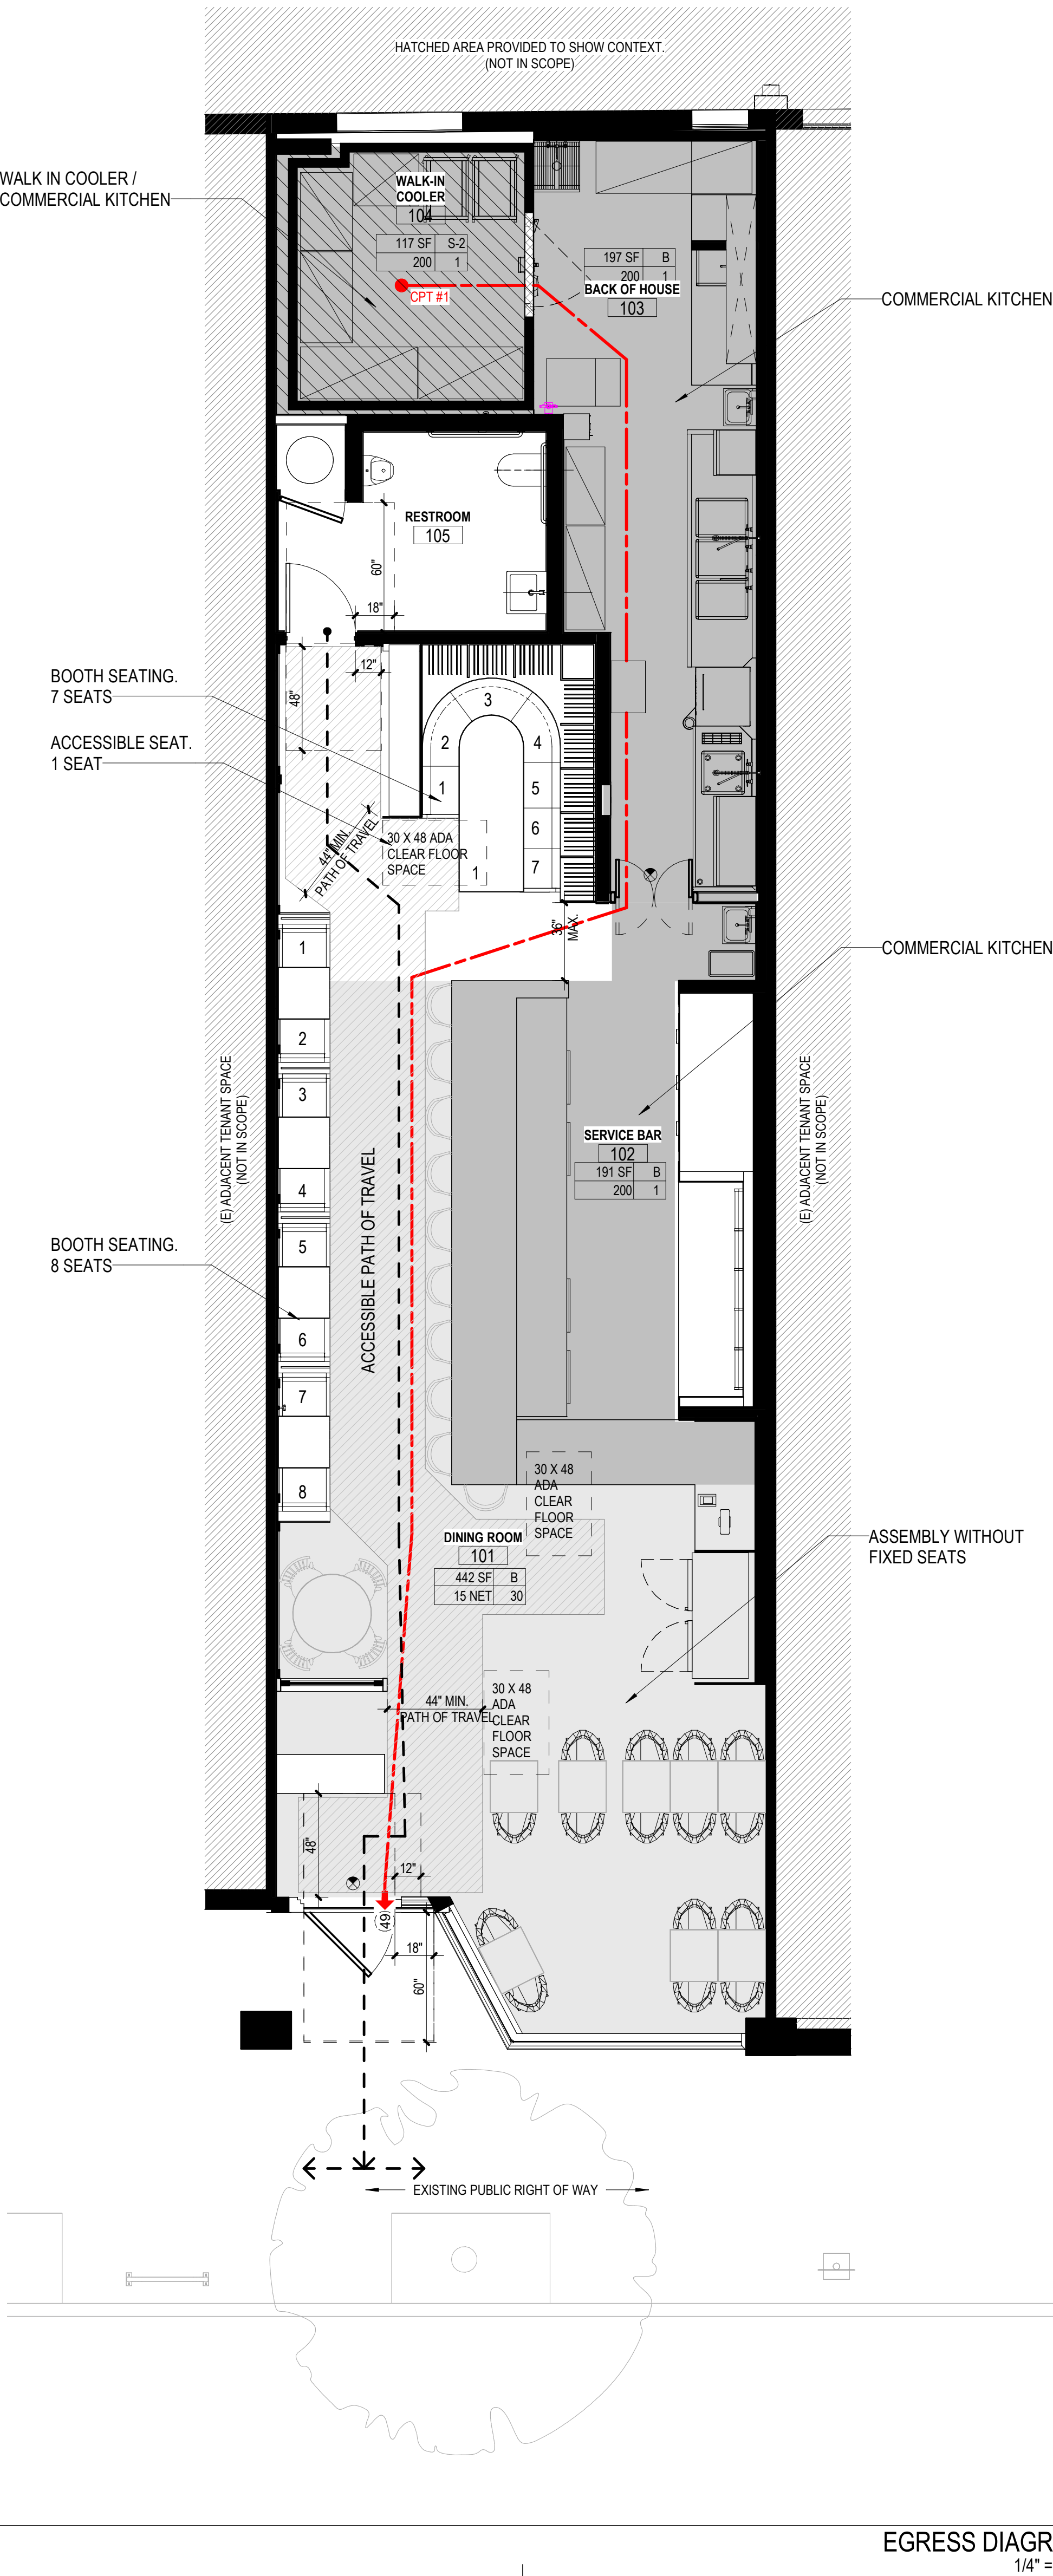 HATCHED AREA PROVIDED TO SHOW CONTEXT.
(NOT IN SCOPE)
WALK IN COOLER /
COMMERCIAL KITCHEN
WALK-IN
COOLER
104
117 SF S-2
200 1
CPT #1
197 SF B
200 1
BACK OF HOUSE
103
COMMERCIAL KITCHEN
RESTROOM
105
60"
18"
12"
48"
BOOTH SEATING.
7 SEATS
ACCESSIBLE SEAT.
1 SEAT
3
2
4
1
5
6
7
1
44" MIN.
PATH OF TRAVEL
30 X 48 ADA
CLEAR FLOOR
SPACE
36"
MAX.
COMMERCIAL KITCHEN
1
2
3
4
5
6
7
8
(E) ADJACENT TENANT SPACE
(NOT IN SCOPE)
(E) ADJACENT TENANT SPACE
(NOT IN SCOPE)
ACCESSIBLE PATH OF TRAVEL
SERVICE BAR
102
191 SF B
200 1
BOOTH SEATING.
8 SEATS
30 X 48
ADA
CLEAR
FLOOR
SPACE
DINING ROOM
101
442 SF B
15 NET 30
ASSEMBLY WITHOUT
FIXED SEATS
44" MIN.
PATH OF TRAVEL
30 X 48
ADA
CLEAR
FLOOR
SPACE
48"
12"
(49)
18"
60"
EXISTING PUBLIC RIGHT OF WAY
EGRESS DIAGR
1/4" =